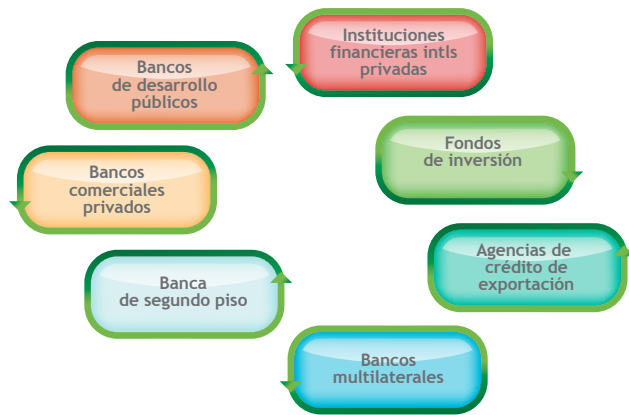 Instituciones
financieras intls
privadas
Bancos
de desarrollo
públicos
Fondos
de inversión
Bancos
comerciales
privados
Agencias de
crédito de
exportación
Banca
de segundo piso
Bancos
multilaterales